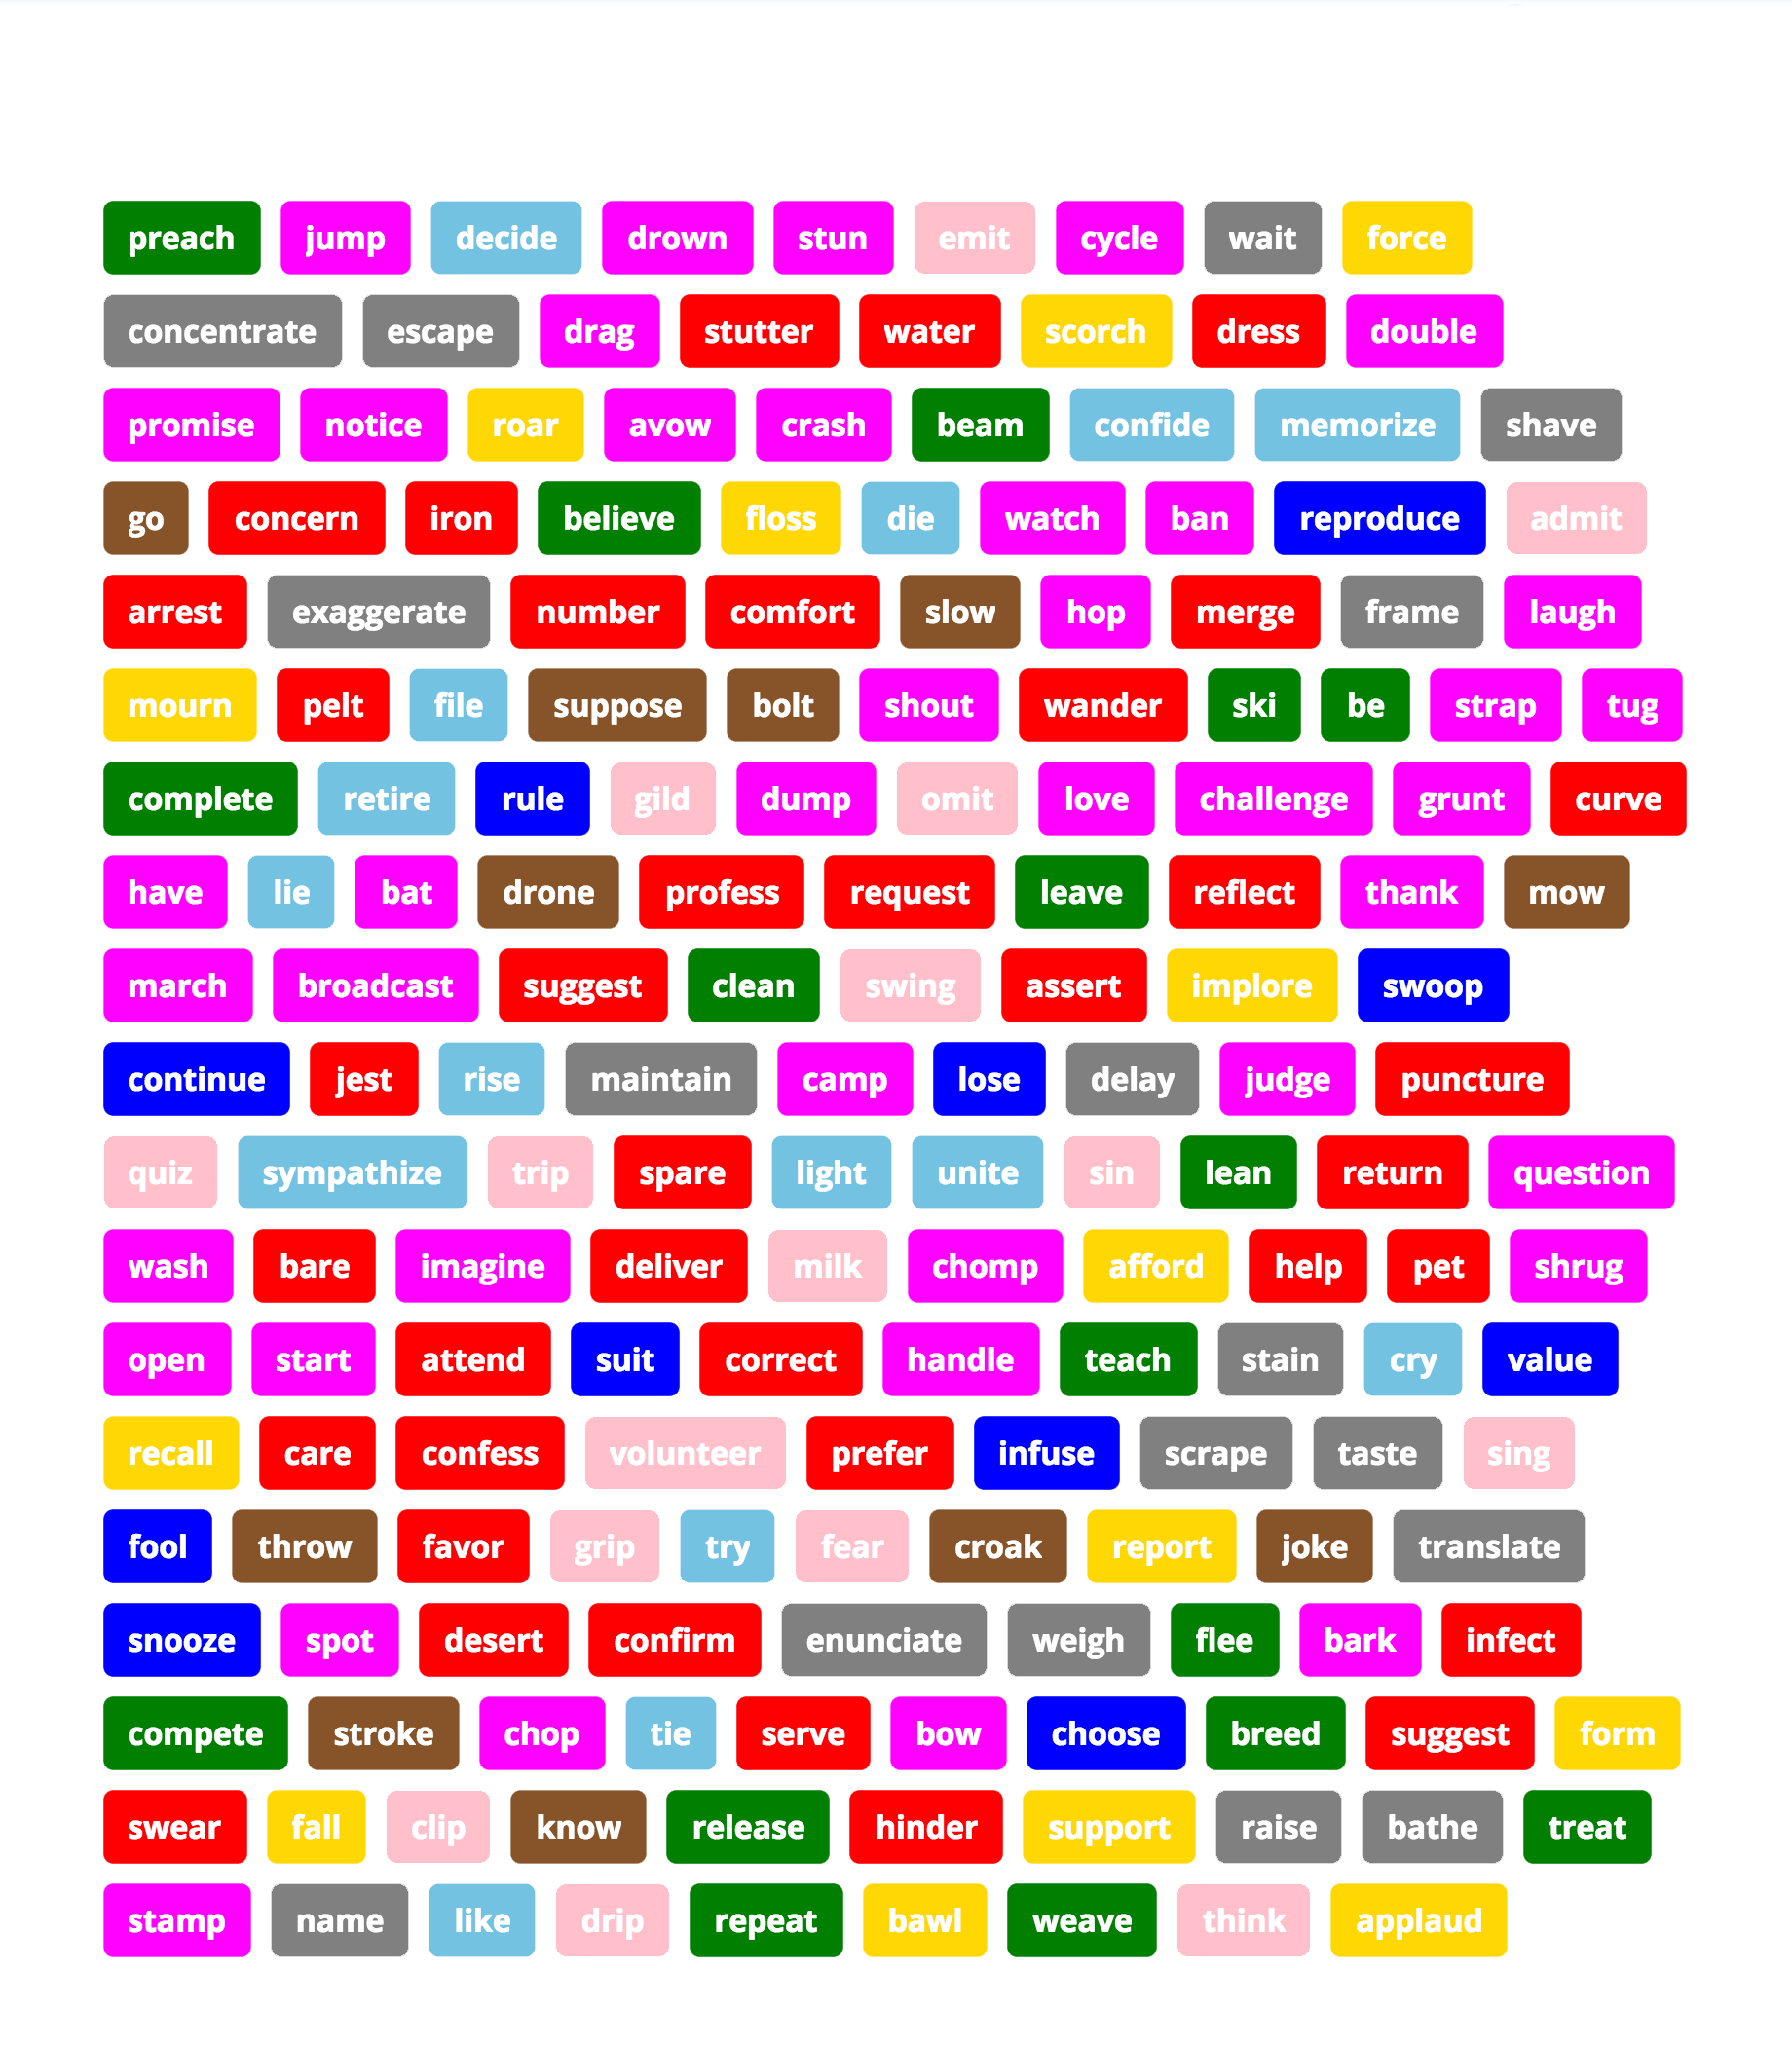 preach jump decide drown stun emit cycle wait force
concentrate escape drag stutter water scorch dress double
promise notice roar avow crash beam confide memorize shave
go concern iron believe floss die watch ban reproduce admit
arrest exaggerate number comfort slow hop merge frame laugh
mourn pelt file suppose bolt shout wander ski be strap tug
complete retire rule gild dump omit love challenge grunt curve
have lie bat drone profess request leave reflect thank mow
march broadcast suggest clean swing assert implore swoop
continue jest rise maintain camp lose delay judge puncture
quiz sympathize trip spare light unite sin lean return question
wash bare imagine deliver milk chomp afford help pet shrug
open start attend suit correct handle teach stain cry value
recall care confess volunteer prefer infuse scrape taste sing
fool throw favor grip try fear croak report joke translate
snooze spot desert confirm enunciate weigh flee bark infect
compete stroke chop tie serve bow choose breed suggest form
swear fall clip know release hinder support raise bathe treat
stamp name like drip repeat bawl weave think applaud